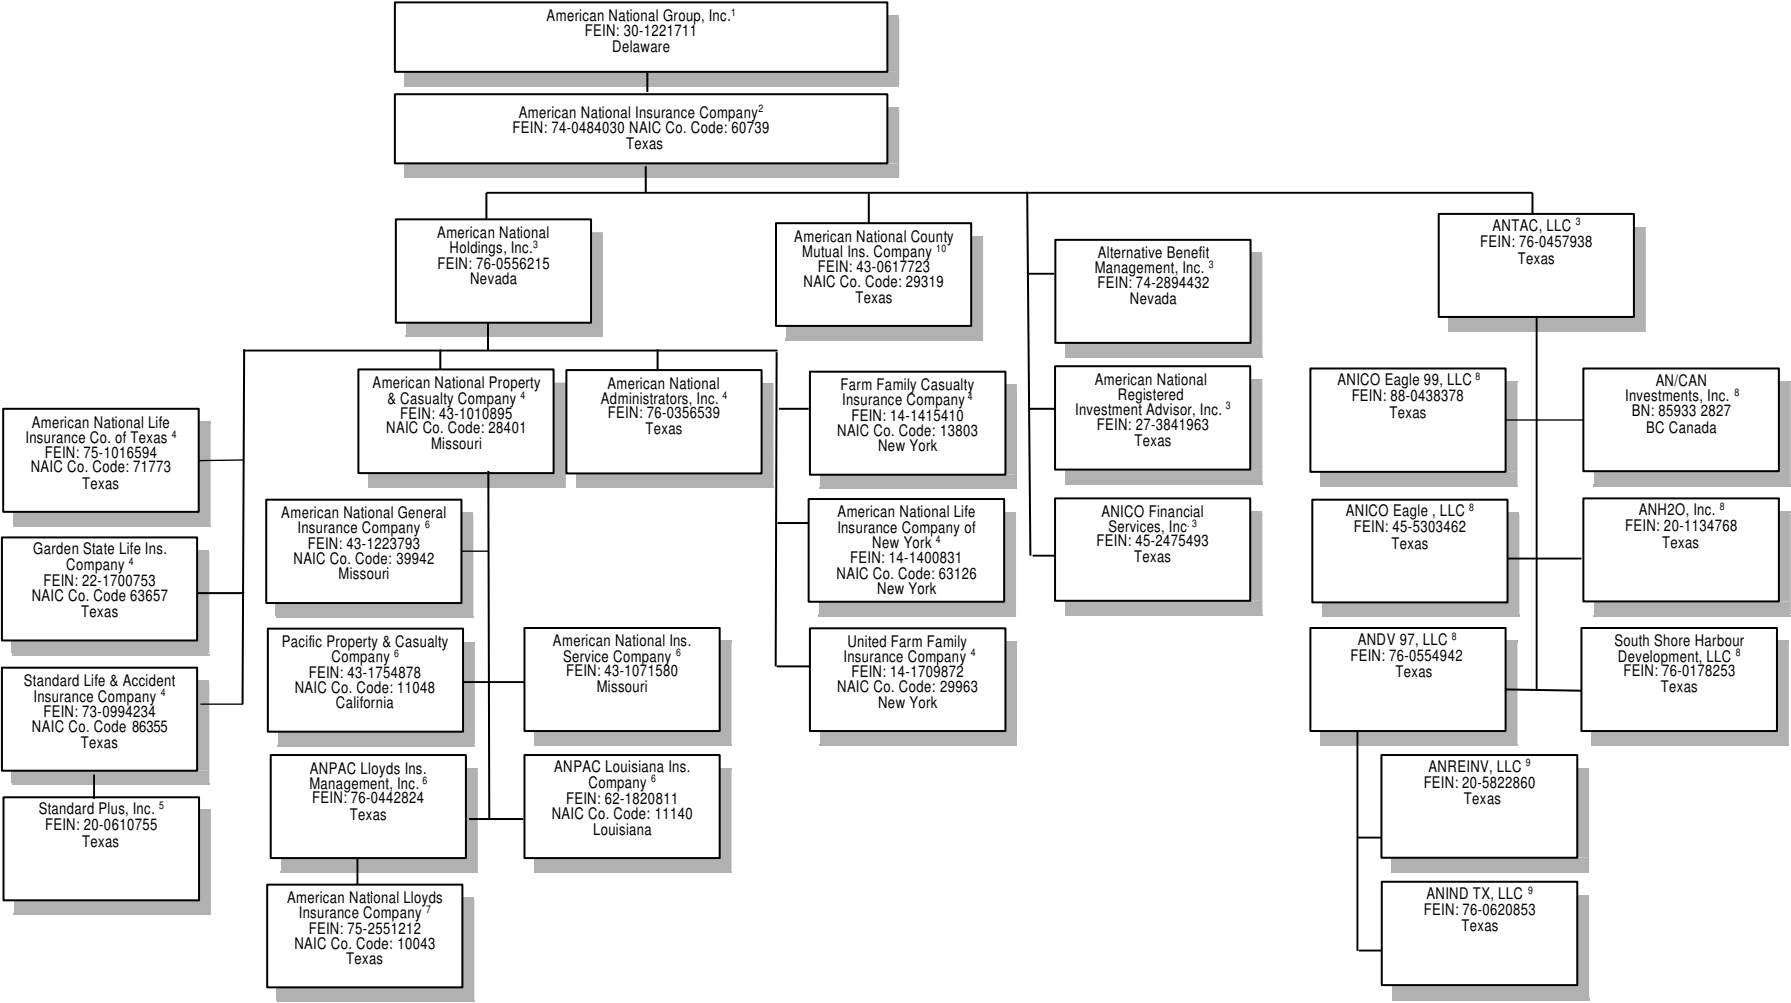 American National Group, Inc.1
FEIN: 30-1221711
Delaware
American National Insurance Company2
FEIN: 74-0484030 NAIC Co. Code: 60739
Texas
American National
Holdings, Inc.3
FEIN: 76-0556215
Nevada
American National County
Mutual Ins. Company 10
FEIN: 43-0617723
NAIC Co. Code: 29319
Texas
Alternative Benefit
Management, Inc. 3
FEIN: 74-2894432
Nevada
ANTAC, LLC 3
FEIN: 76-0457938
Texas
American National Life
Insurance Co. of Texas 4
FEIN: 75-1016594
NAIC Co. Code: 71773
Texas
American National Property
& Casualty Company 4
FEIN: 43-1010895
NAIC Co. Code: 28401
Missouri
American National
Administrators, Inc. 4
FEIN: 76-0356539
Texas
Farm Family Casualty
Insurance Company 4
FEIN: 14-1415410
NAIC Co. Code: 13803
New York
American National
Registered
Investment Advisor, Inc. 3
FEIN: 27-3841963
Texas
ANICO Eagle 99, LLC 8
FEIN: 88-0438378
Texas
AN/CAN
Investments, Inc. 8
BN: 85933 2827
BC Canada
Garden State Life Ins.
Company 4
FEIN: 22-1700753
NAIC Co. Code 63657
Texas
American National General
Insurance Company 6
FEIN: 43-1223793
NAIC Co. Code: 39942
Missouri
American National Life
Insurance Company of
New York 4
FEIN: 14-1400831
NAIC Co. Code: 63126
New York
ANICO Financial
Services, Inc. 3
FEIN: 45-2475493
Texas
ANICO Eagle , LLC 8
FEIN: 45-5303462
Texas
ANH2O, Inc. 8
FEIN: 20-1134768
Texas
Standard Life & Accident
Insurance Company 4
FEIN: 73-0994234
NAIC Co. Code 86355
Texas
Pacific Property & Casualty
Company 6
FEIN: 43-1754878
NAIC Co. Code: 11048
California
American National Ins.
Service Company 6
FEIN: 43-1071580
Missouri
United Farm Family
Insurance Company 4
FEIN: 14-1709872
NAIC Co. Code: 29963
New York
ANDV 97, LLC 8
FEIN: 76-0554942
Texas
South Shore Harbour
Development, LLC 8
FEIN: 76-0178253
Texas
Standard Plus, Inc. 5
FEIN: 20-0610755
Texas
ANPAC Lloyds Ins.
Management, Inc. 6
FEIN: 76-0442824
Texas
ANPAC Louisiana Ins.
Company 6
FEIN: 62-1820811
NAIC Co. Code: 11140
Louisiana
ANREINV, LLC 9
FEIN: 20-5822860
Texas
American National Lloyds
Insurance Company 7
FEIN: 75-2551212
NAIC Co. Code: 10043
Texas
ANIND TX, LLC 9
FEIN: 76-0620853
Texas